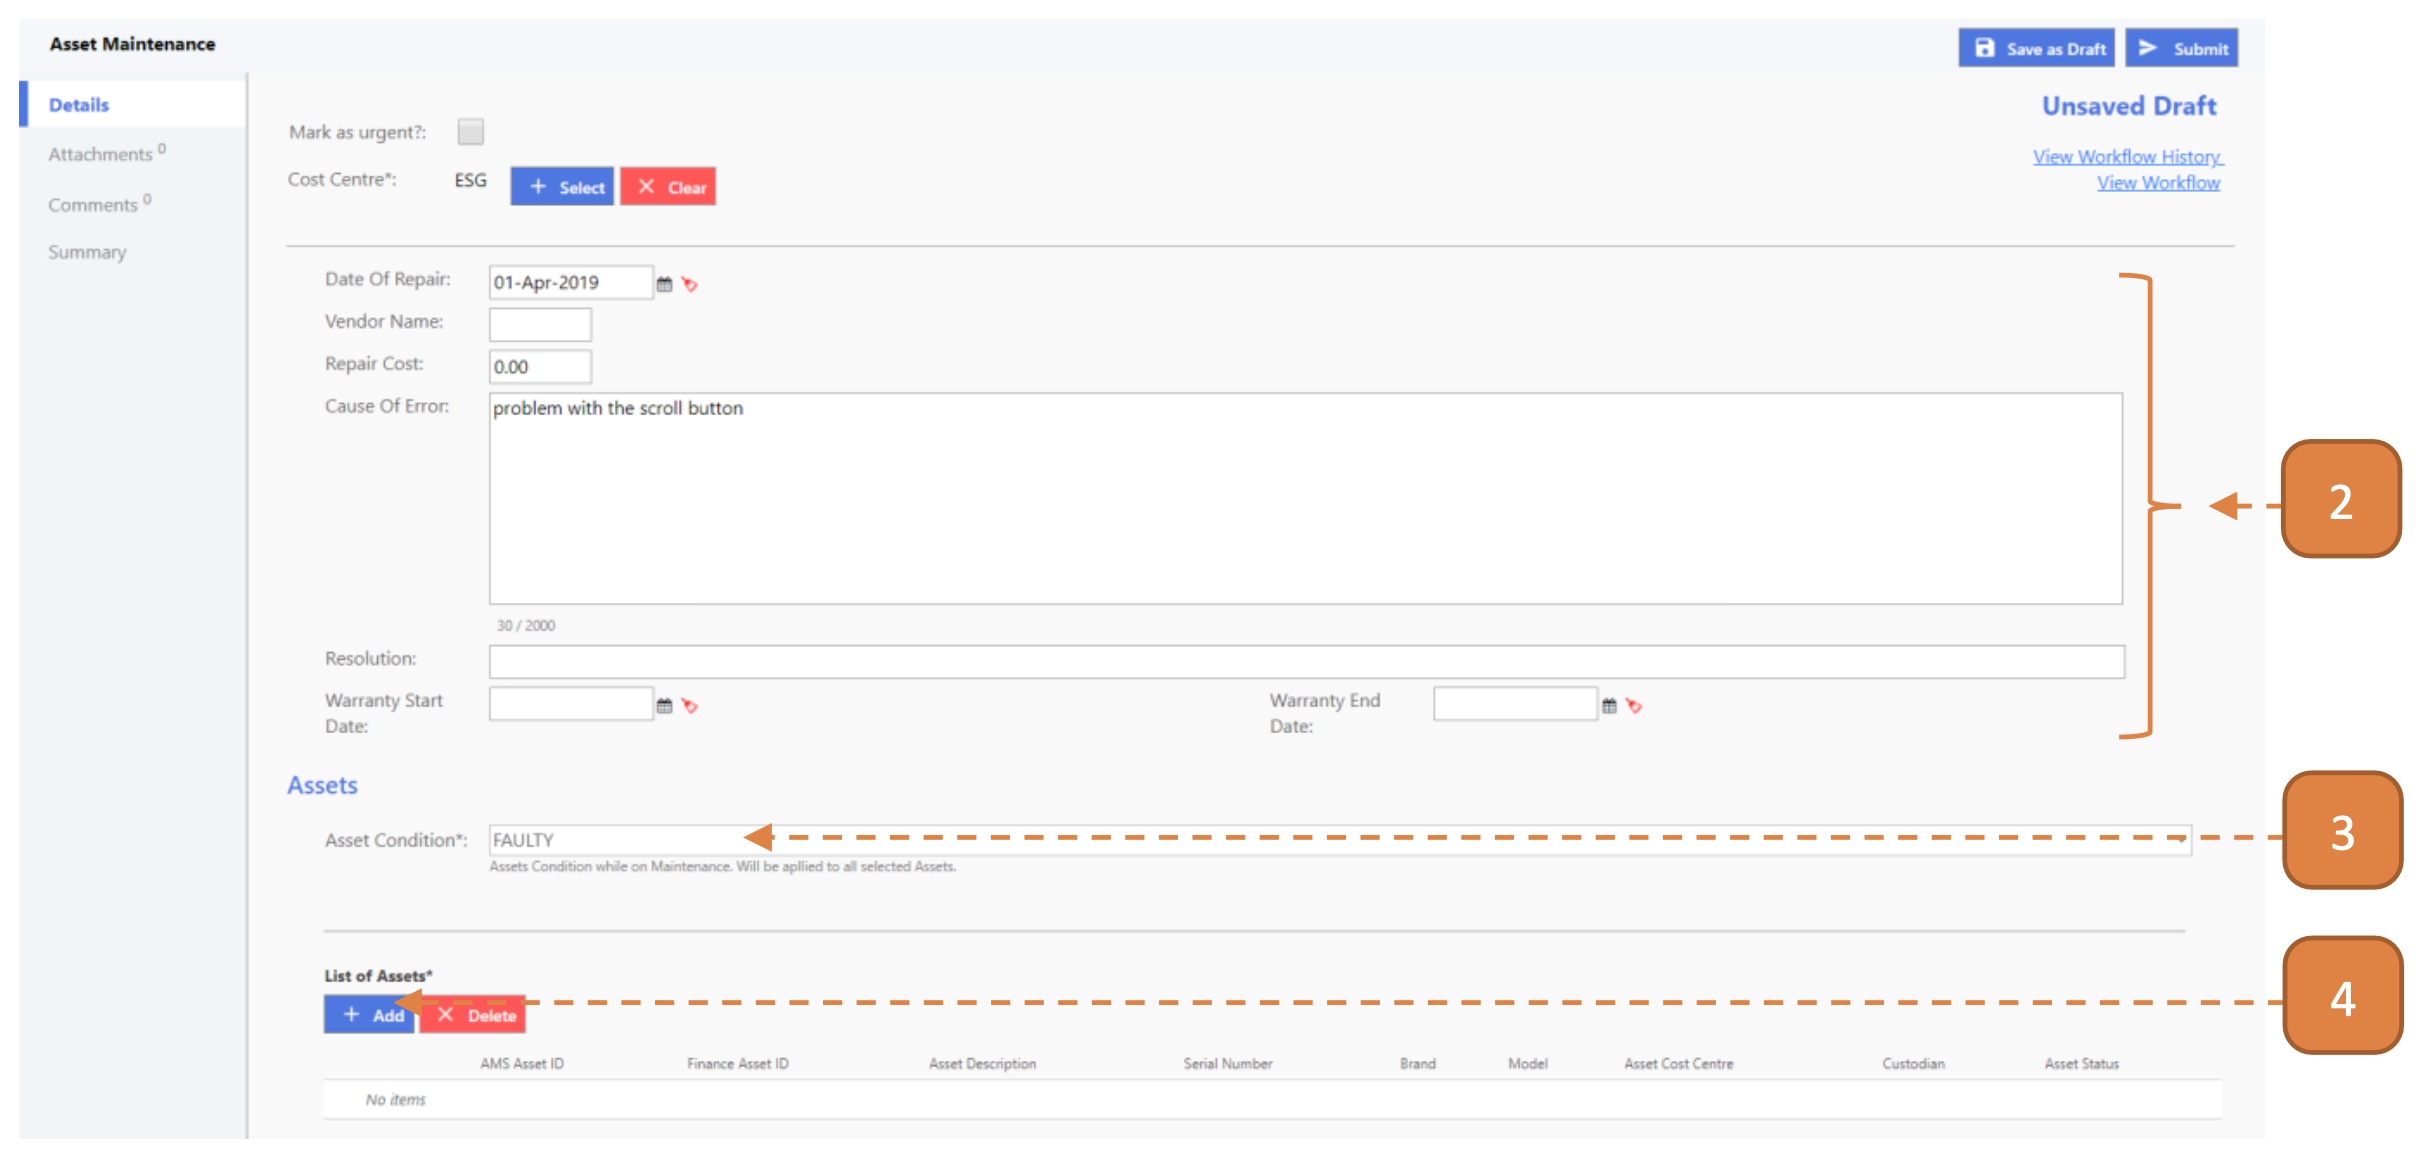 Asset Maintenance
Save as Draft
Submit
Details
Attachments 0
Comments 0
Summary
Unsaved Draft
View Workflow History
View Workflow
Mark as urgent?:
Cost Centre*: ESG + Select × Clear
Date Of Repair: 01-Apr-2019
Vendor Name:
Repair Cost: 0.00
Cause Of Error: problem with the scroll button
30 / 2000
2
Resolution:
Warranty Start Date:
Warranty End Date:
Assets
Asset Condition*: FAULTY
3
Assets Condition while on Maintenance. Will be apllied to all selected Assets.
List of Assets*
+ Add × Delete
4
AMS Asset ID Finance Asset ID Asset Description Serial Number Brand Model Asset Cost Centre Custodian Asset Status
No items